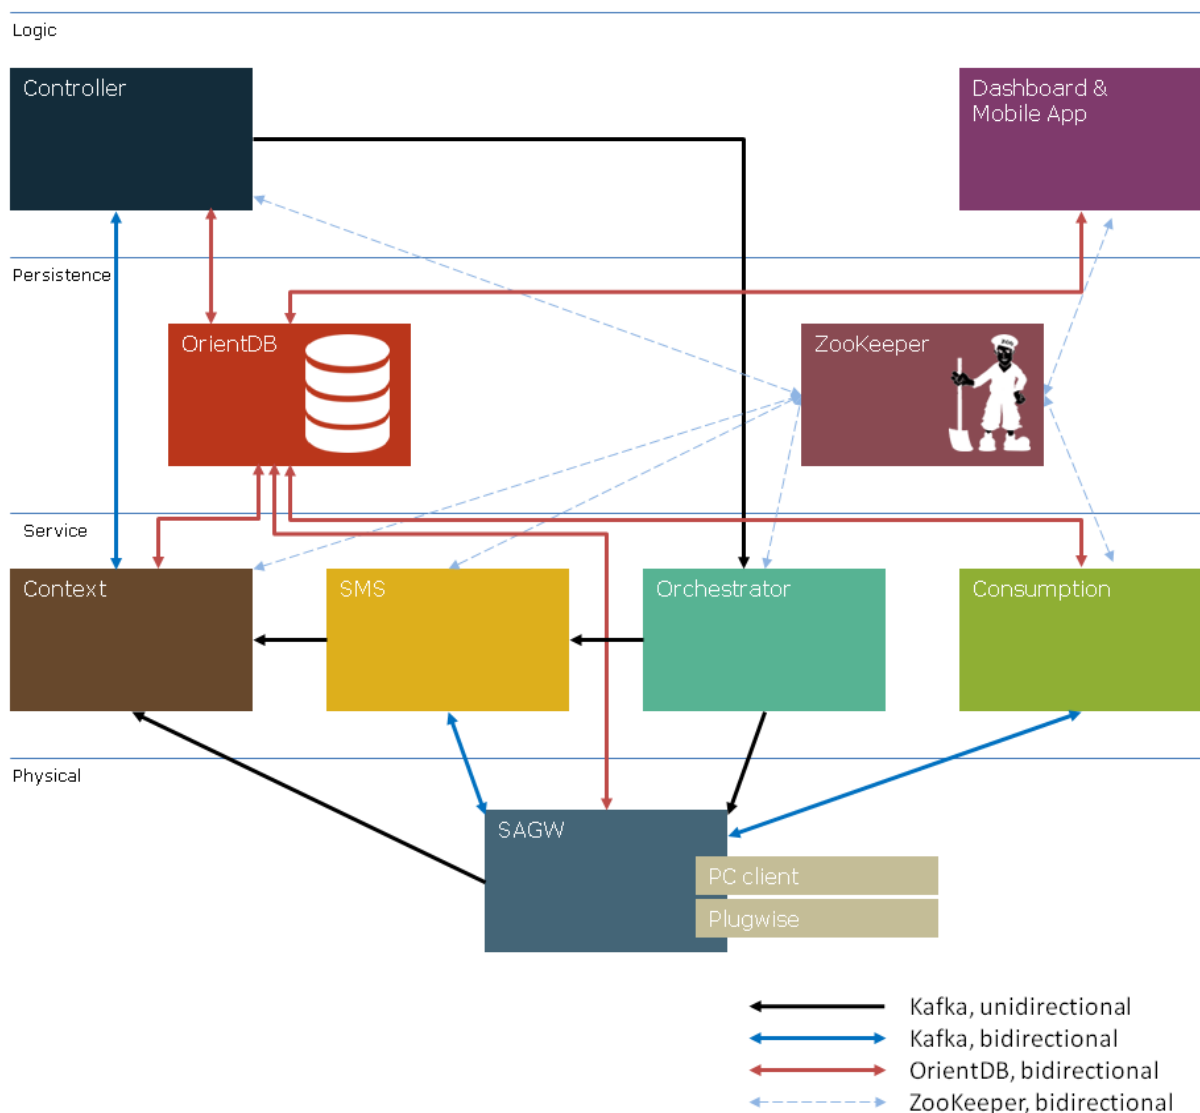 Logic
Controller
Dashboard &
Mobile App
Persistence
OrientDB
ZooKeeper
Service
Context
SMS
Orchestrator
Consumption
Physical
SAGW
PC client
Plugwise
Kafka, unidirectional
Kafka, bidirectional
OrientDB, bidirectional
ZooKeeper, bidirectional